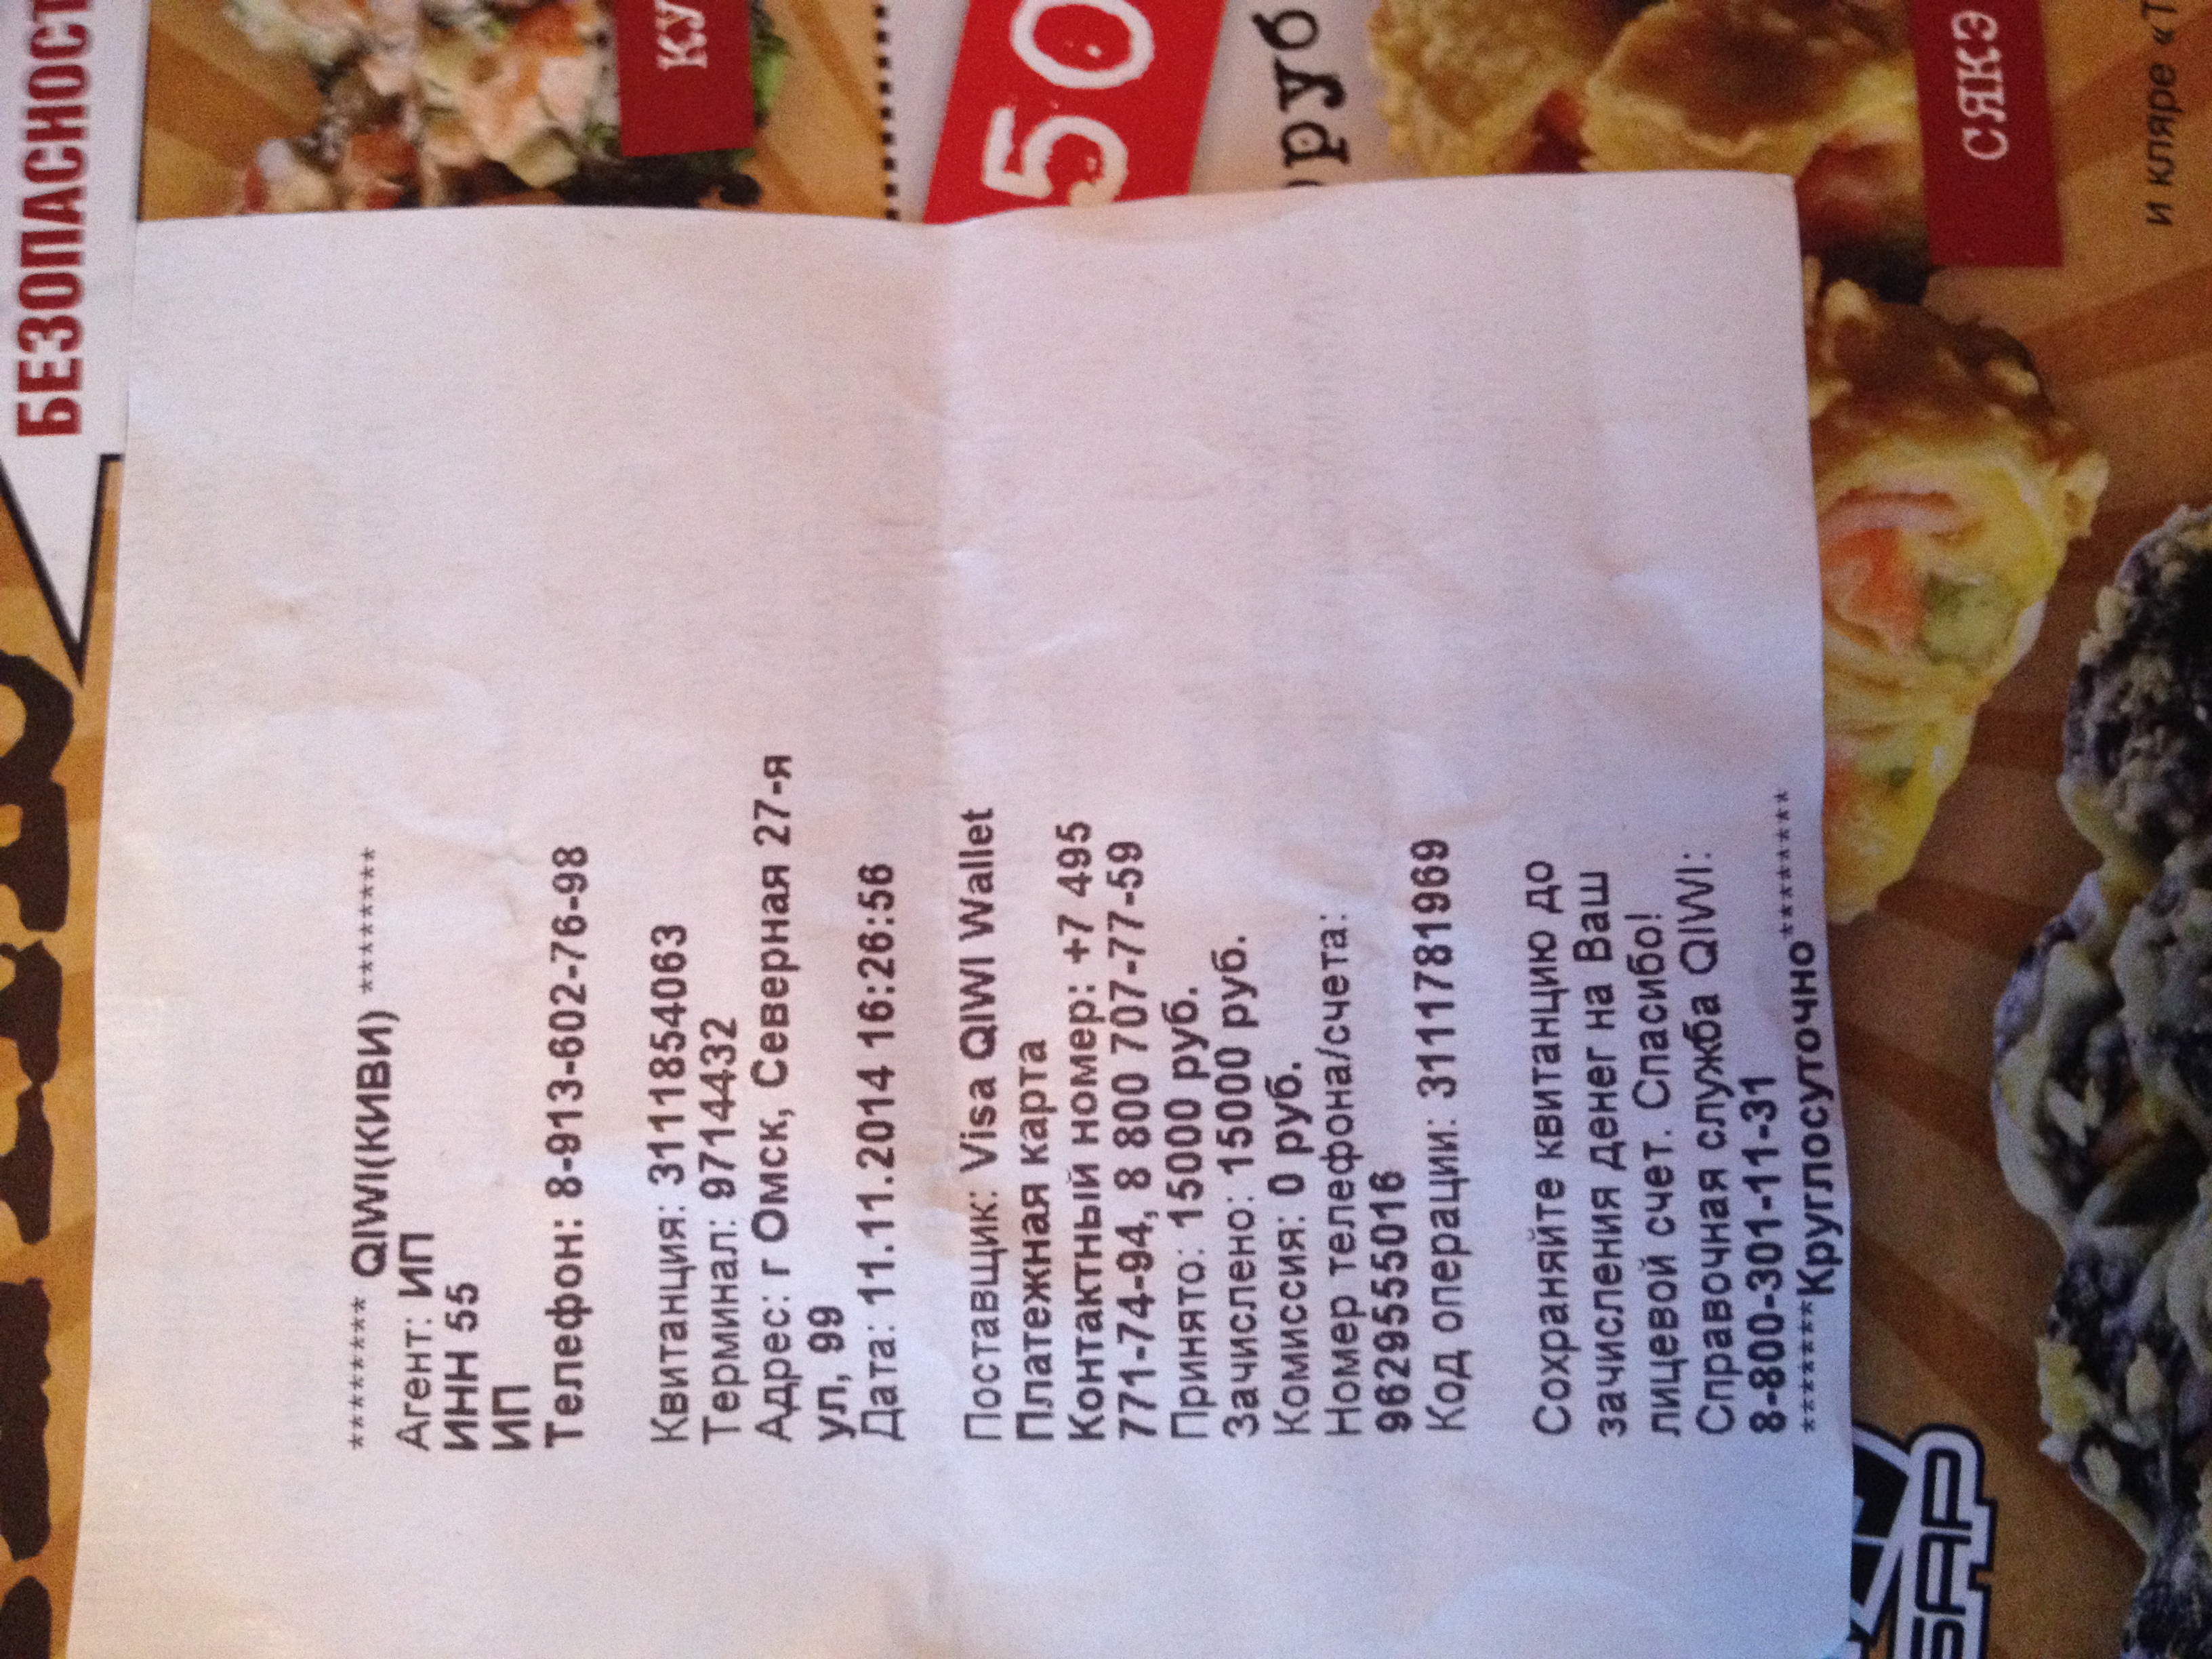 ******** QIWI(КИВИ) *********
Агент: ИП
ИНН 55
ИП
Телефон: 8-913-602-76-98
Квитанция: 3111854063
Терминал: 9714432
Адрес: г Омск, Северная 27-я
ул, 99
Дата: 11.11.2014 16:26:56
Поставщик: Visa QIWI Wallet
Платежная карта
Контактный номер: +7 495
771-74-94, 8 800 707-77-59
Принято: 15000 руб.
Зачислено: 15000 руб.
Комиссия: 0 руб.
Номер телефона/счета:
9629555016
Код операции: 3111781969
Сохраняйте квитанцию до
зачисления денег на Ваш
лицевой счет. Спасибо!
Справочная служба QIWI:
8-800-301-11-31
*******Круглосуточно********
БЕЗОПАСНОСТ
КУ
50
руб
СЯКЭ
и кляре «Т
БАР